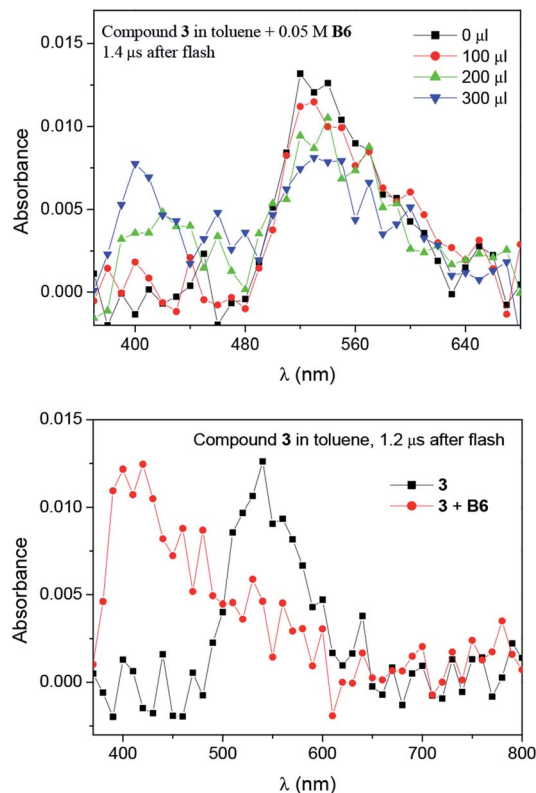 Compound 3 in toluene + 0.05 M B6
1.4 μs after flash
0 μl
100 μl
200 μl
300 μl
Absorbance
0.015
0.010
0.005
0.000
400
480
560
640
λ (nm)
Compound 3 in toluene, 1.2 μs after flash
3
3 + B6
Absorbance
0.015
0.010
0.005
0.000
400
500
600
700
800
λ (nm)